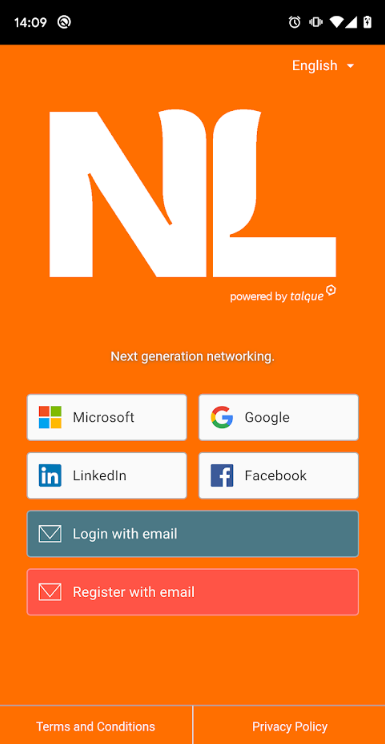 14:09
English
NL
powered by talque
Next generation networking.
Microsoft
Google
LinkedIn
Facebook
Login with email
Register with email
Terms and Conditions
Privacy Policy